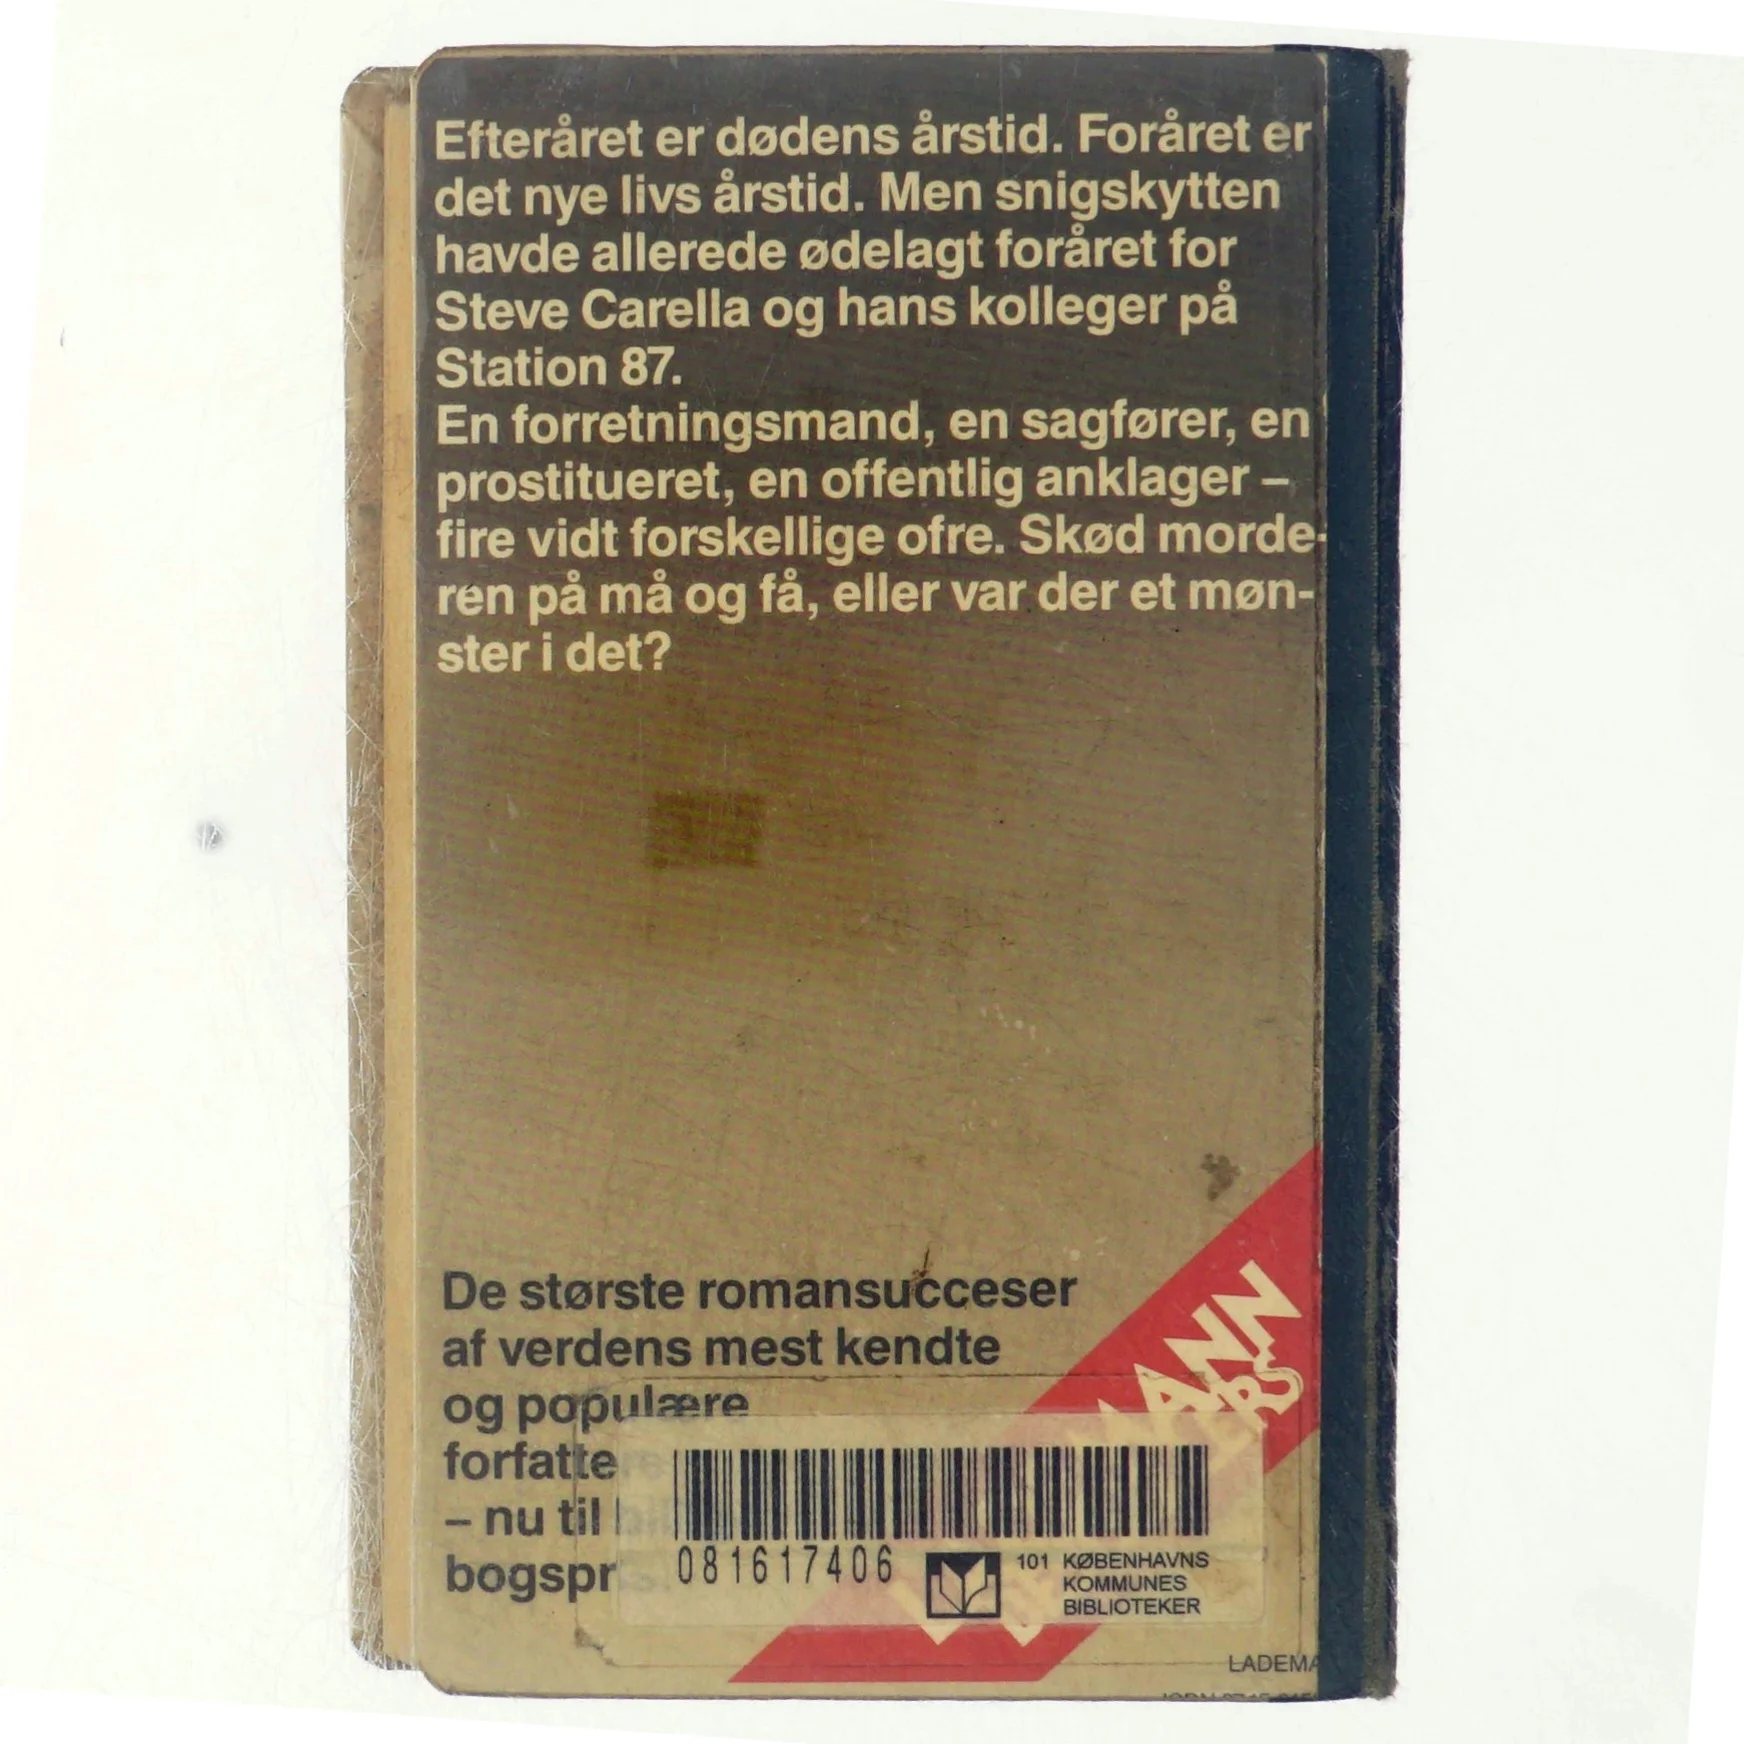 Efteråret er dødens årstid. Foråret er
det nye livs årstid. Men snigskytten
havde allerede ødelagt foråret for
Steve Carella og hans kolleger på
Station 87.
En forretningsmand, en sagfører, en
prostitueret, en offentlig anklager –
fire vidt forskellige ofre. Skød morde-
ren på må og få, eller var der et møn-
ster i det?
De største romansucceser
af verdens mest kendte
og populære
forfatte
– nu til
bogspr
081617406
101 KØBENHAVNS
KOMMUNES
BIBLIOTEKER
LADEMA